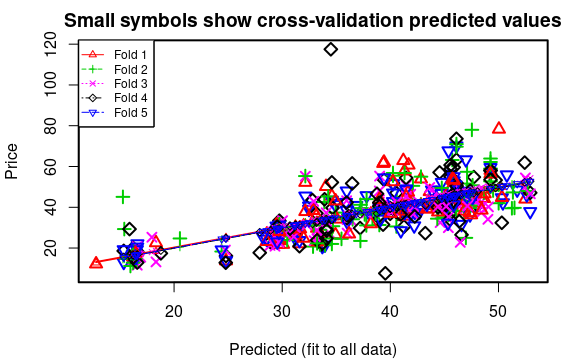 Small symbols show cross-validation predicted values
Fold 1
Fold 2
Fold 3
Fold 4
Fold 5
Price
120
100
80
60
40
20
20 30 40 50
Predicted (fit to all data)